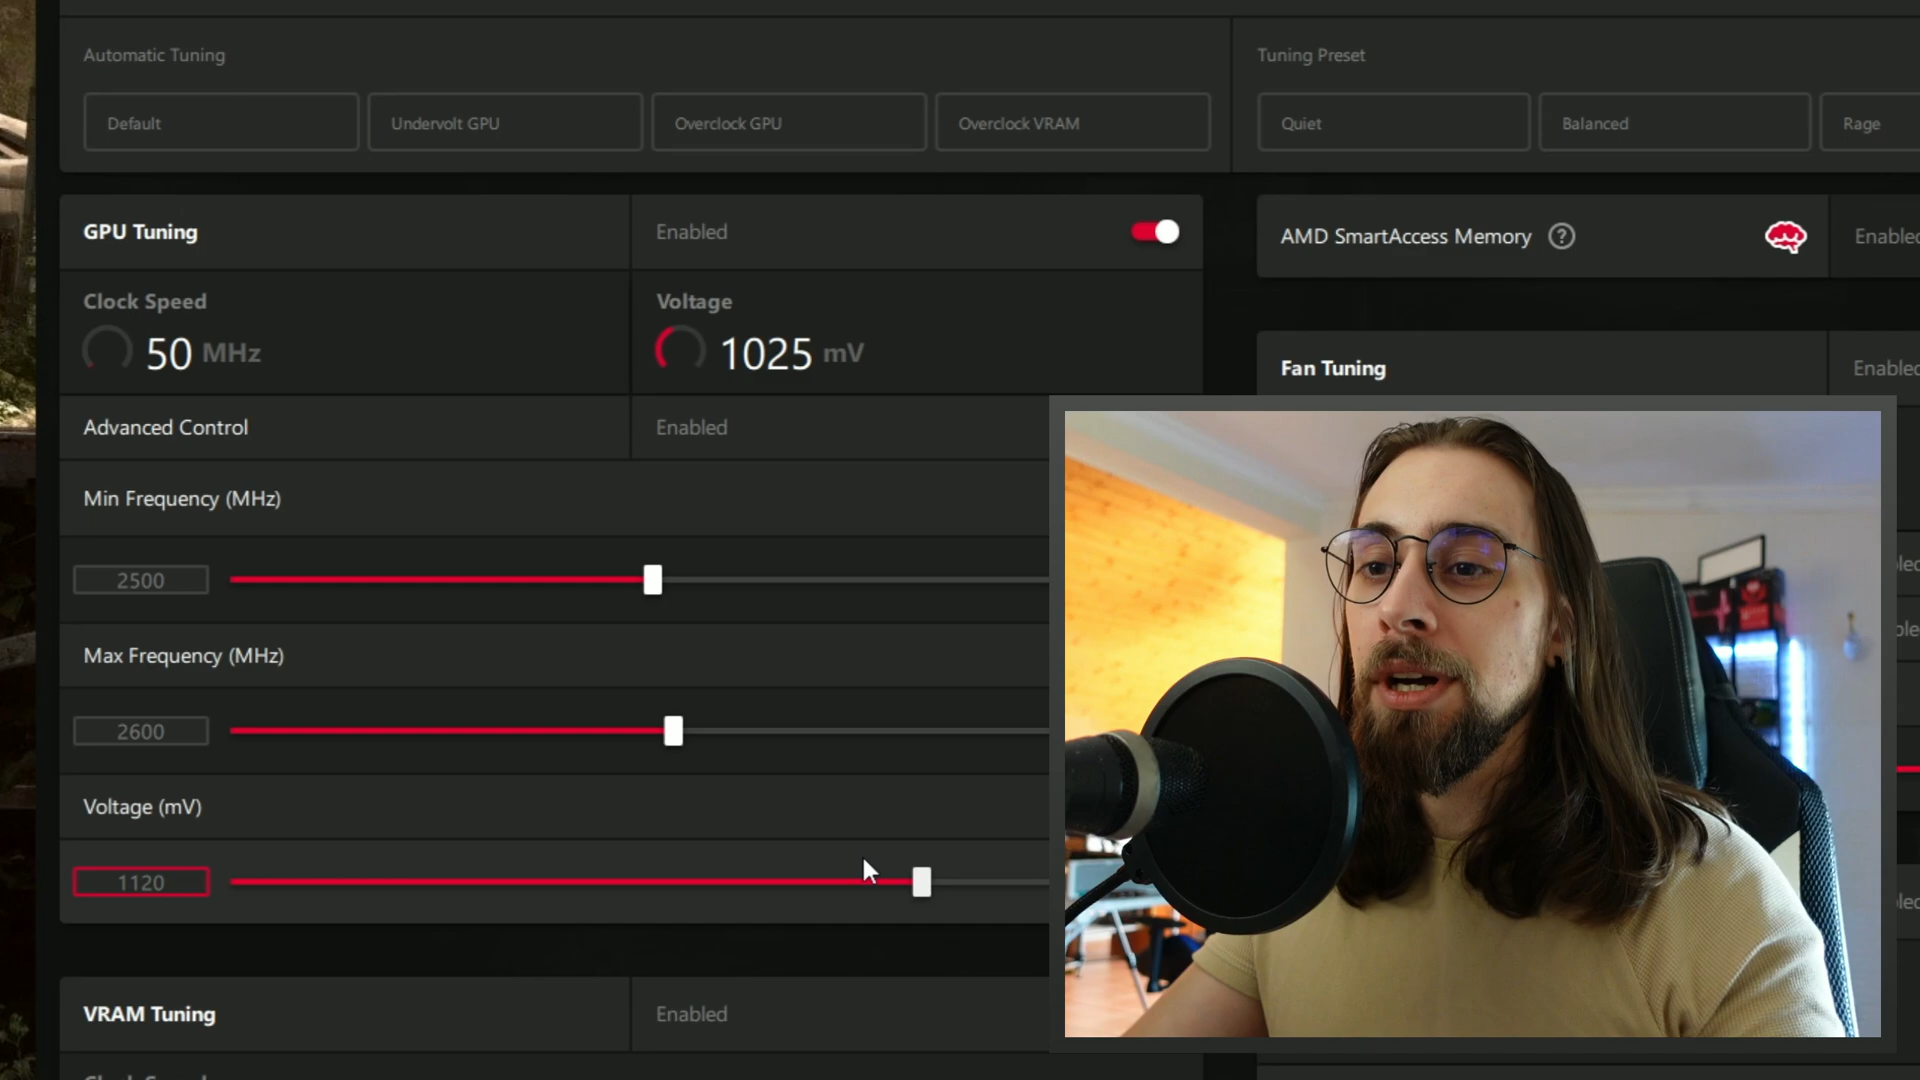 Automatic Tuning
Tuning Preset
Default
Undervolt GPU
Overclock GPU
Overclock VRAM
Quiet
Balanced
Rage
GPU Tuning
Enabled
AMD SmartAccess Memory
?
Enabled
Clock Speed
Voltage
50 MHz
1025 mV
Fan Tuning
Enabled
Advanced Control
Enabled
Min Frequency (MHz)
2500
Max Frequency (MHz)
2600
Voltage (mV)
1120
VRAM Tuning
Enabled